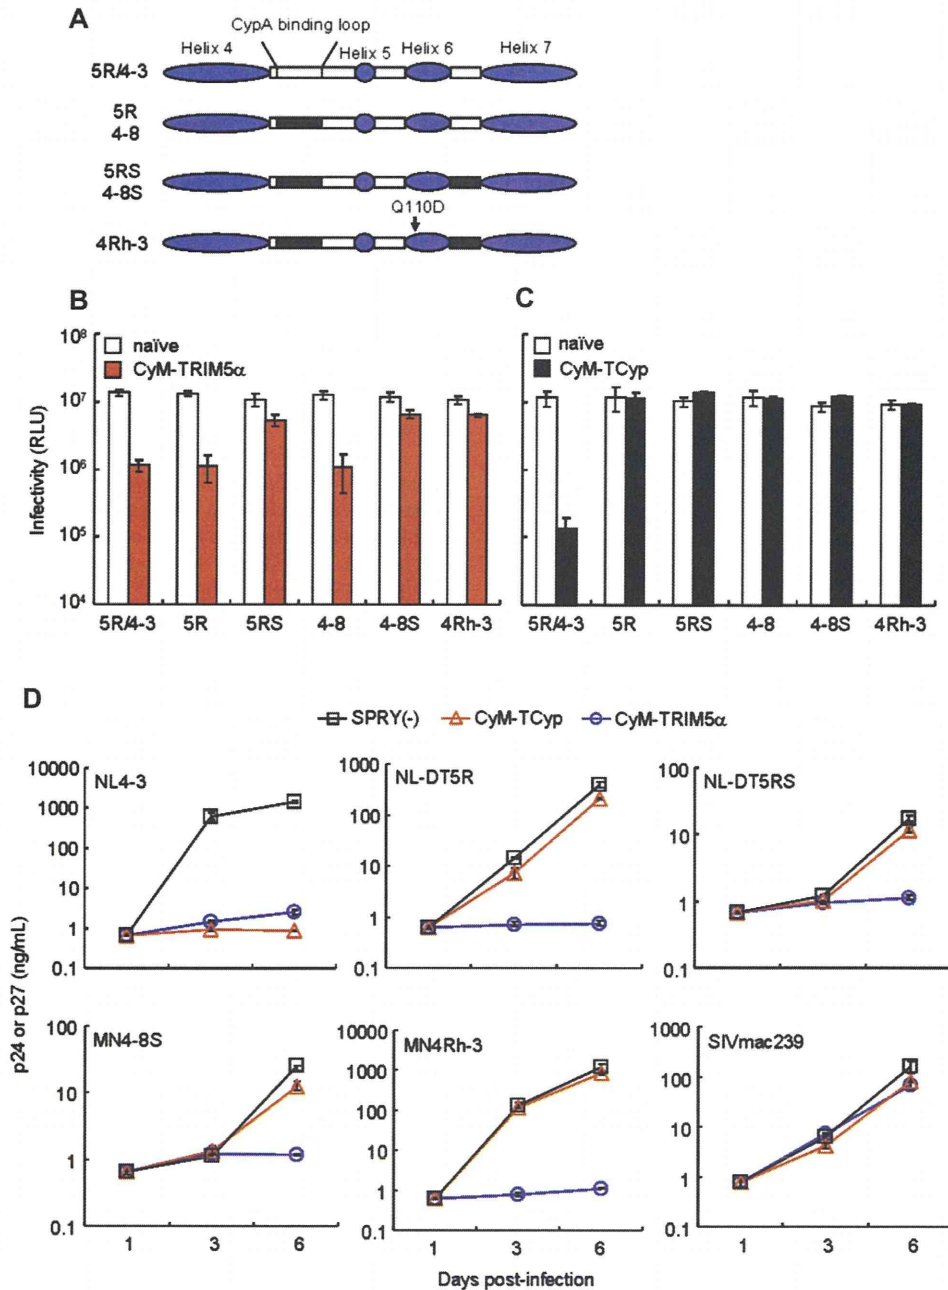 A
CypA binding loop
Helix 4
Helix 5
Helix 6
Helix 7
5R/4-3
5R
4-8
5RS
4-8S
Q110D
4Rh-3
B
C
Infectivity (RLU)
10⁸
10⁷
10⁶
10⁵
10⁴
naïve
CyM-TRIM5α
naïve
CyM-TCyp
5R/4-3 5R 5RS 4-8 4-8S 4Rh-3
5R/4-3 5R 5RS 4-8 4-8S 4Rh-3
D
SPRY(-) CyM-TCyp CyM-TRIM5α
p24 or p27 (ng/mL)
NL4-3
10000
1000
100
10
1
0.1
NL-DT5R
1000
100
10
1
0.1
NL-DT5RS
100
10
1
0.1
MN4-8S
100
10
1
0.1
1 3 6
MN4Rh-3
10000
1000
100
10
1
0.1
1 3 6
SIVmac239
1000
100
10
1
0.1
1 3 6
Days post-infection